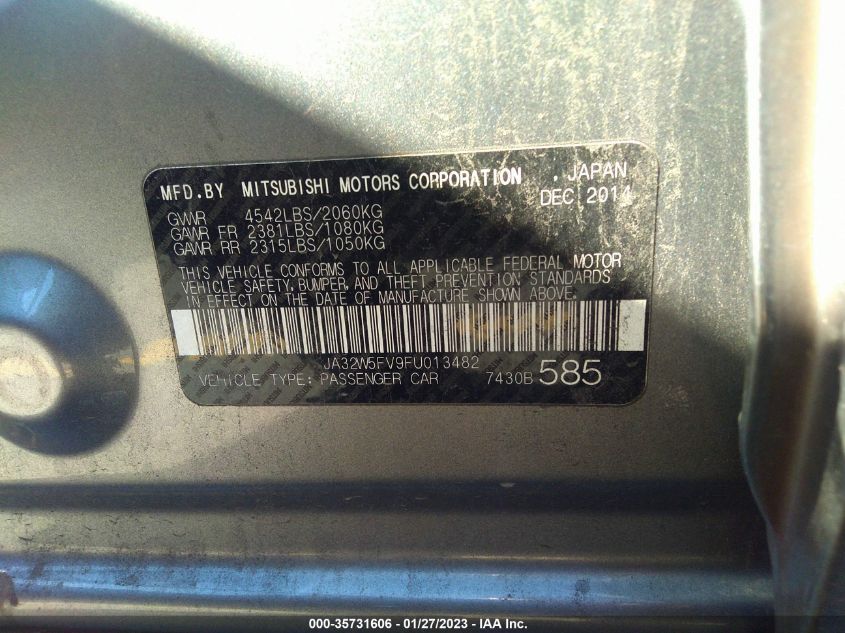 MFD.BY MITSUBISHI MOTORS CORPORATION . JAPAN
DEC 2014
GVWR 4542LBS/2060KG
GAWR FR 2381LBS/1080KG
GAWR RR 2315LBS/1050KG
THIS VEHICLE CONFORMS TO ALL APPLICABLE FEDERAL MOTOR
VEHICLE SAFETY, BUMPER, AND THEFT PREVENTION STANDARDS
IN EFFECT ON THE DATE OF MANUFACTURE SHOWN ABOVE.
JA32W5FV9FU013482
VEHICLE TYPE: PASSENGER CAR 7430B 585
000-35731606 — 01/27/2023 — IAA Inc.